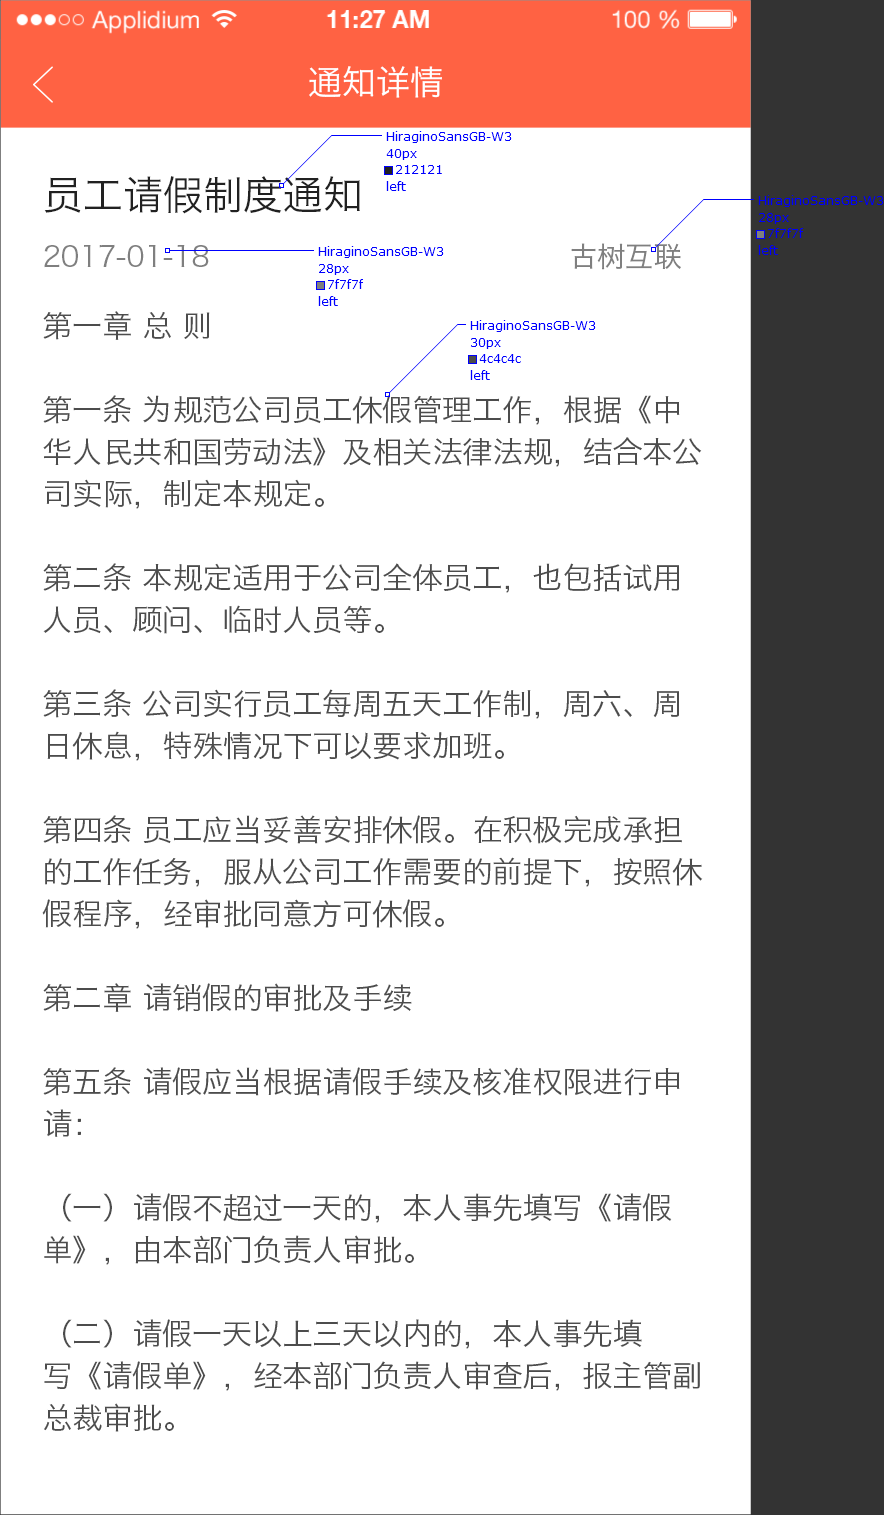 Applidium 11:27 AM 100 %
通知详情
HiraginoSansGB-W3
40px
212121
left
员工请假制度通知
HiraginoSansGB-W3
28px
7f7f7f
left
2017-01-18
古树互联
HiraginoSansGB-W3
28px
7f7f7f
left
第一章 总 则
HiraginoSansGB-W3
30px
4c4c4c
left
第一条 为规范公司员工休假管理工作，根据《中
华人民共和国劳动法》及相关法律法规，结合本公
司实际，制定本规定。
第二条 本规定适用于公司全体员工，也包括试用
人员、顾问、临时人员等。
第三条 公司实行员工每周五天工作制，周六、周
日休息，特殊情况下可以要求加班。
第四条 员工应当妥善安排休假。在积极完成承担
的工作任务，服从公司工作需要的前提下，按照休
假程序，经审批同意方可休假。
第二章 请销假的审批及手续
第五条 请假应当根据请假手续及核准权限进行申
请：
（一）请假不超过一天的，本人事先填写《请假
单》，由本部门负责人审批。
（二）请假一天以上三天以内的，本人事先填
写《请假单》，经本部门负责人审查后，报主管副
总裁审批。